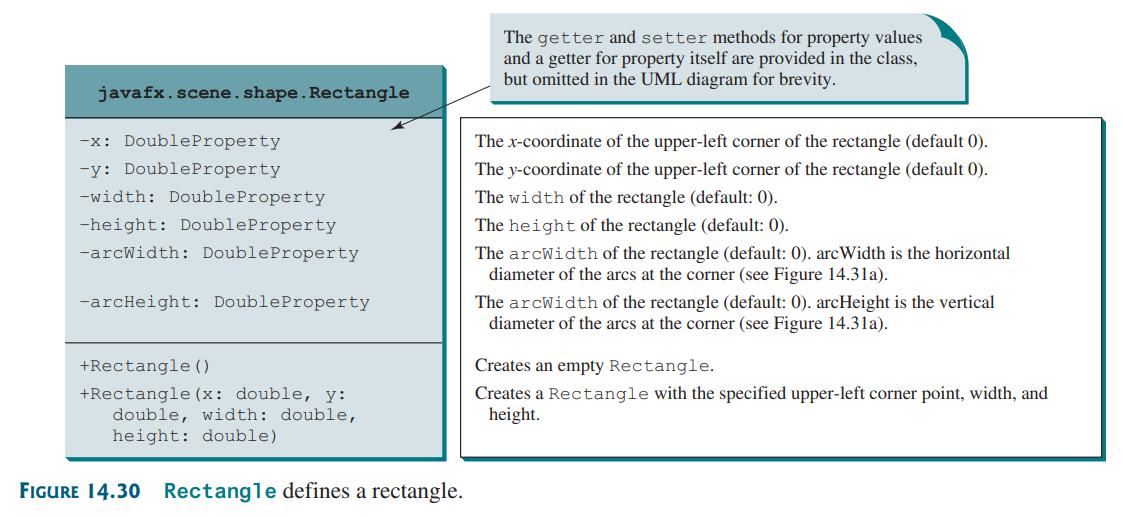 The getter and setter methods for property values
and a getter for property itself are provided in the class,
but omitted in the UML diagram for brevity.
javafx.scene.shape.Rectangle
-x: DoubleProperty
The x-coordinate of the upper-left corner of the rectangle (default 0).
-y: DoubleProperty
The y-coordinate of the upper-left corner of the rectangle (default 0).
-width: DoubleProperty
The width of the rectangle (default: 0).
-height: DoubleProperty
The height of the rectangle (default: 0).
-arcWidth: DoubleProperty
The arcWidth of the rectangle (default: 0). arcWidth is the horizontal
diameter of the arcs at the corner (see Figure 14.31a).
-arcHeight: DoubleProperty
The arcWidth of the rectangle (default: 0). arcHeight is the vertical
diameter of the arcs at the corner (see Figure 14.31a).
+Rectangle()
Creates an empty Rectangle.
+Rectangle(x: double, y:
double, width: double,
height: double)
Creates a Rectangle with the specified upper-left corner point, width, and
height.
FIGURE 14.30 Rectangle defines a rectangle.